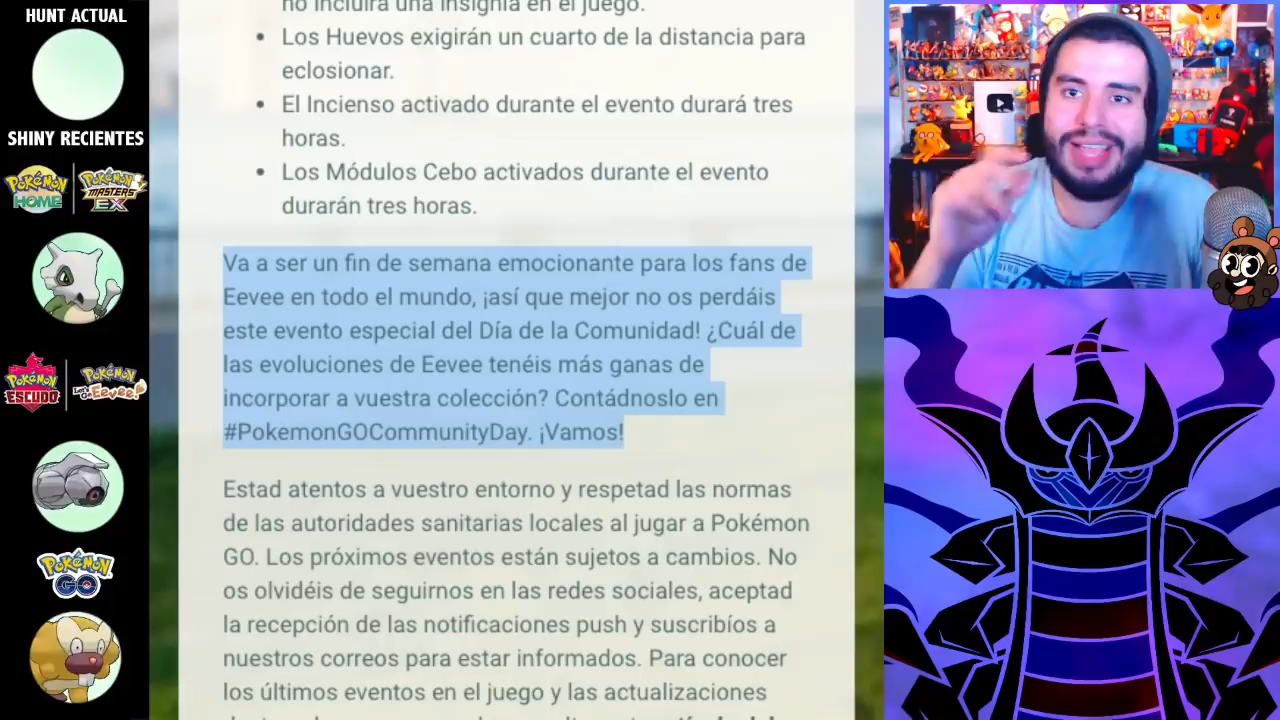 HUNT ACTUAL
SHINY RECIENTES
POKéMON HOME
POKéMON MASTERS EX
POKéMON ESCUDO
POKéMON Let's Go Eevee!
POKéMON GO
no incluirá una insignia en el juego.
• Los Huevos exigirán un cuarto de la distancia para
eclosionar.
• El Incienso activado durante el evento durará tres
horas.
• Los Módulos Cebo activados durante el evento
durarán tres horas.
Va a ser un fin de semana emocionante para los fans de
Eevee en todo el mundo, ¡así que mejor no os perdáis
este evento especial del Día de la Comunidad! ¿Cuál de
las evoluciones de Eevee tenéis más ganas de
incorporar a vuestra colección? Contádnoslo en
#PokemonGOCommunityDay. ¡Vamos!
Estad atentos a vuestro entorno y respetad las normas
de las autoridades sanitarias locales al jugar a Pokémon
GO. Los próximos eventos están sujetos a cambios. No
os olvidéis de seguirnos en las redes sociales, aceptad
la recepción de las notificaciones push y suscribíos a
nuestros correos para estar informados. Para conocer
los últimos eventos en el juego y las actualizaciones